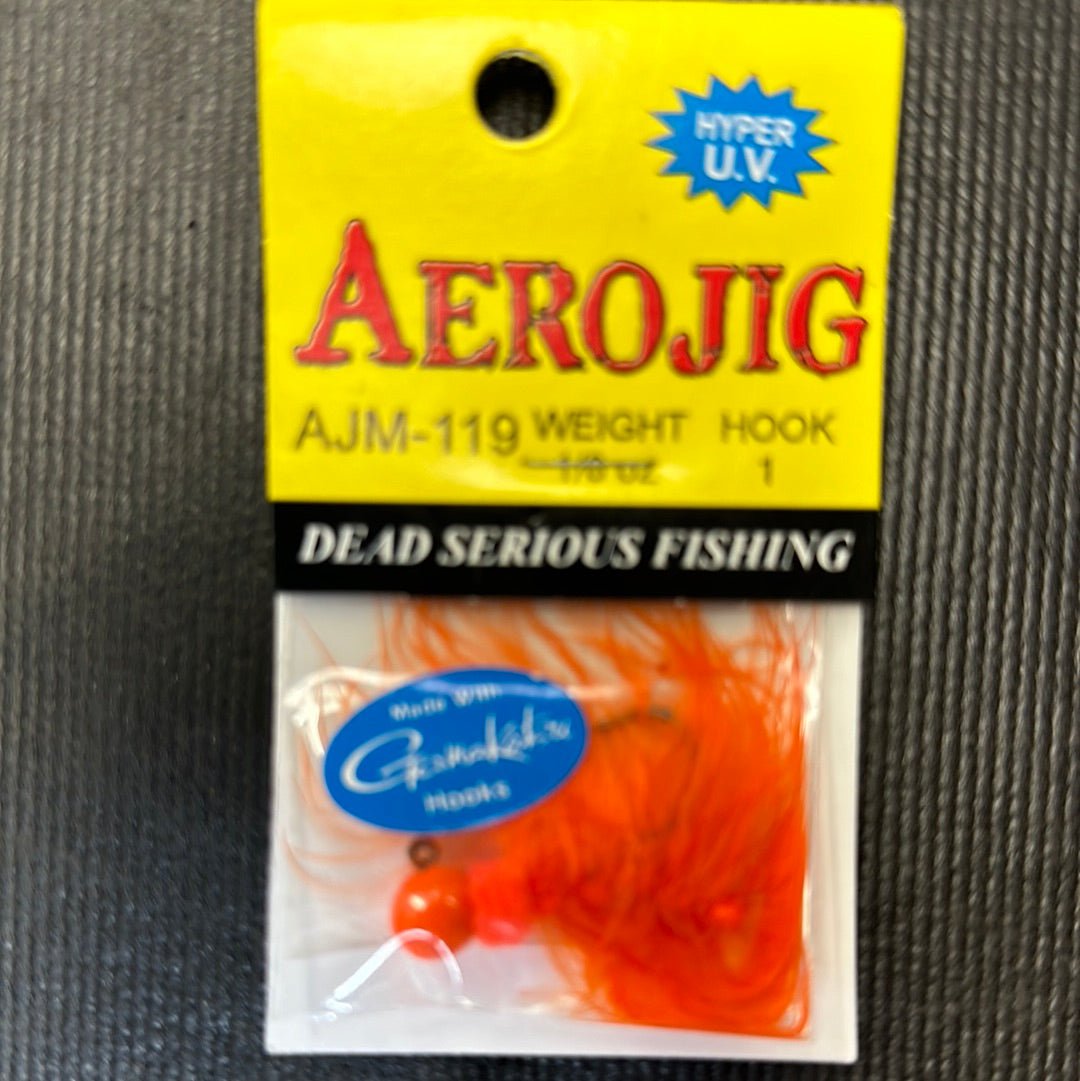 HYPER
U.V.
AEROJIG
AJM-119 WEIGHT HOOK
1/8 oz 1
DEAD SERIOUS FISHING
Made With
Gamakatsu
Hooks